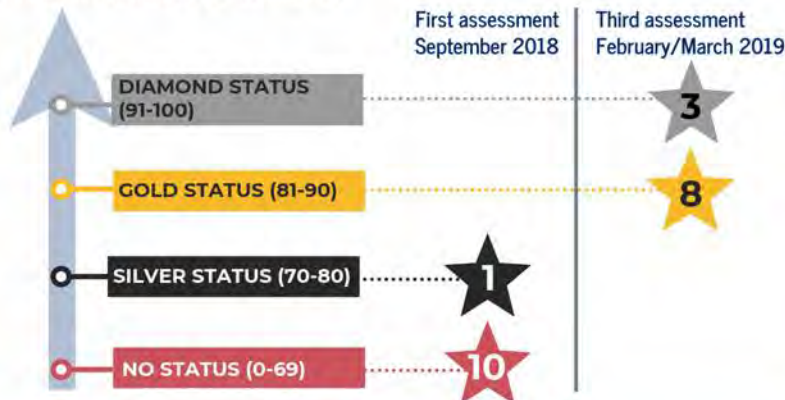 First assessment
September 2018
Third assessment
February/March 2019
DIAMOND STATUS
(91-100)
3
GOLD STATUS (81-90)
8
SILVER STATUS (70-80)
1
NO STATUS (0-69)
10